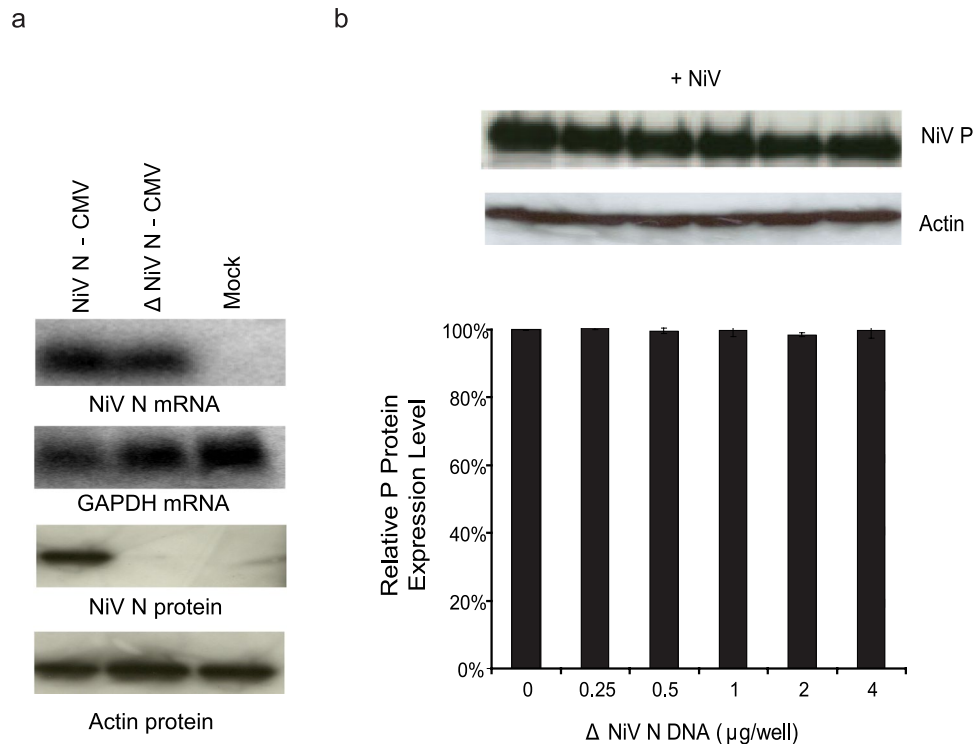 a
NiV N - CMV
Δ NiV N - CMV
Mock
NiV N mRNA
GAPDH mRNA
NiV N protein
Actin protein
b
+ NiV
NiV P
Actin
Relative P Protein
Expression Level
100%
80%
60%
40%
20%
0%
0 0.25 0.5 1 2 4
Δ NiV N DNA (µg/well)